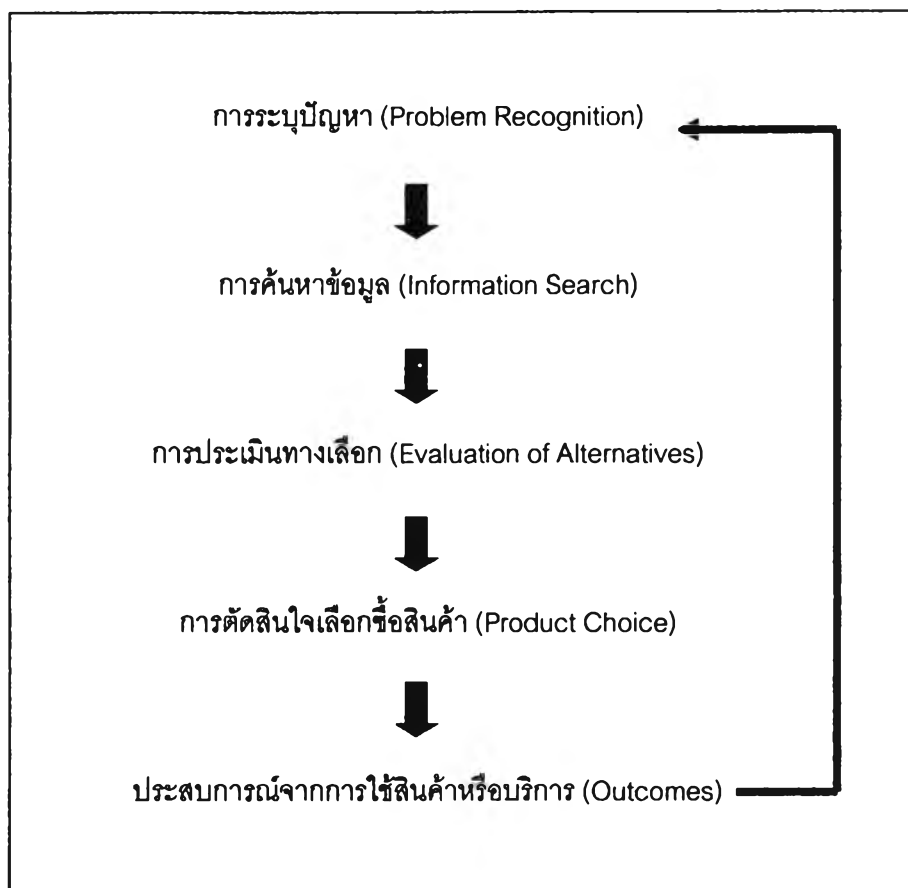 การระบุปัญหา (Problem Recognition)
การค้นหาข้อมูล (Information Search)
การประเมินทางเลือก (Evaluation of Alternatives)
การตัดสินใจเลือกซื้อสินค้า (Product Choice)
ประสบการณ์จากการใช้สินค้าหรือบริการ (Outcomes)